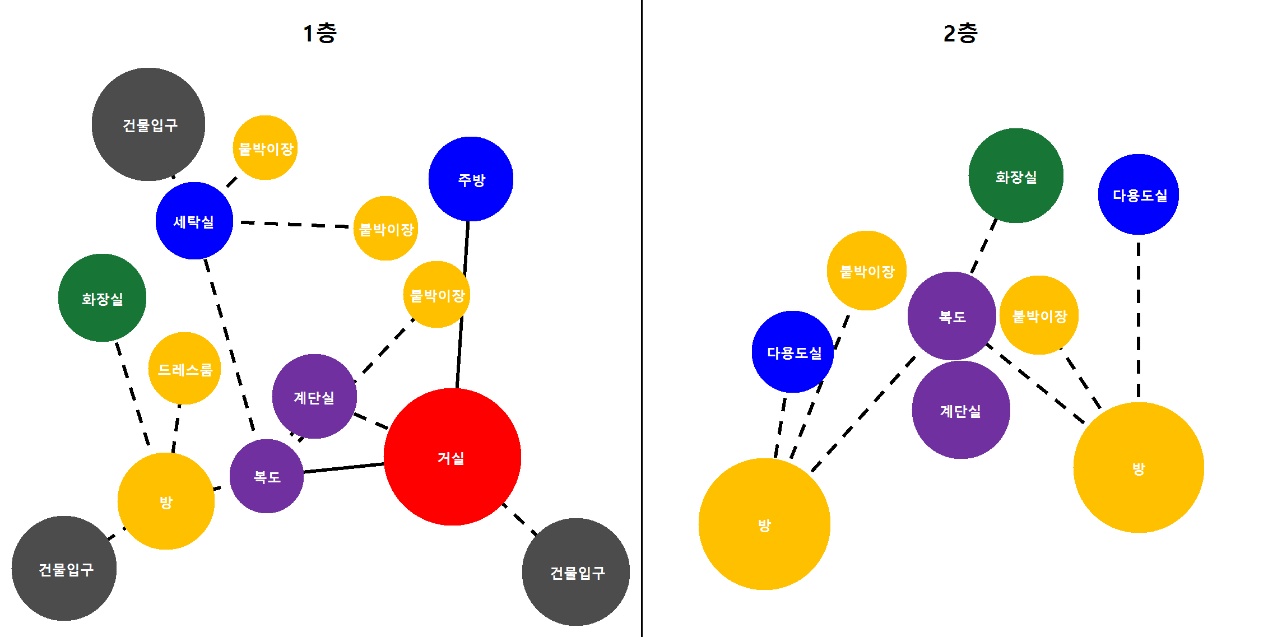 1층
건물입구
붙박이장
주방
세탁실
붙박이장
화장실
붙박이장
드레스룸
계단실
거실
복도
방
건물입구
건물입구
2층
화장실
다용도실
붙박이장
복도
붙박이장
다용도실
계단실
방
방